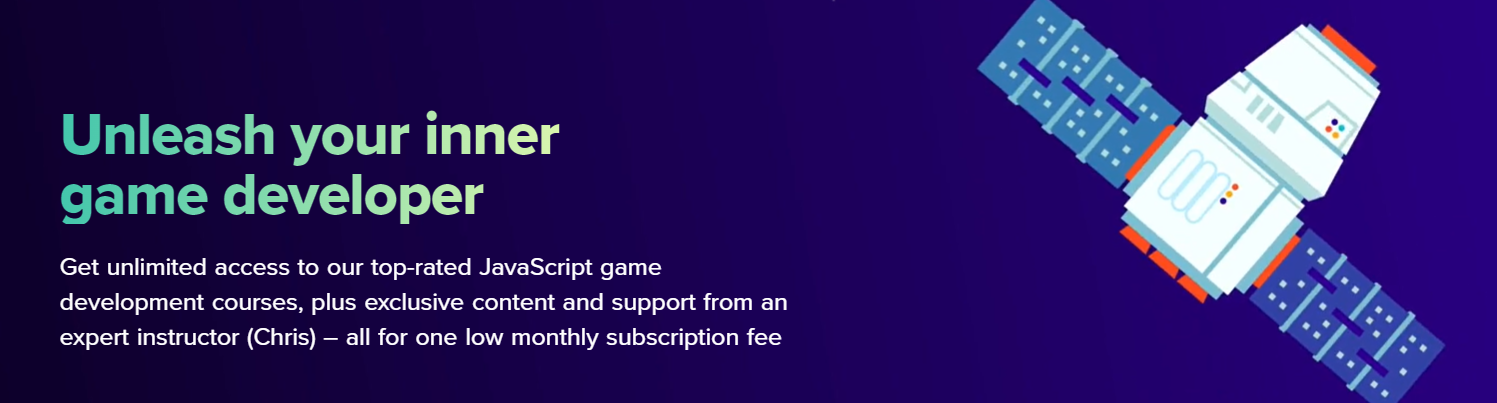 Unleash your inner
game developer
Get unlimited access to our top-rated JavaScript game
development courses, plus exclusive content and support from an
expert instructor (Chris) – all for one low monthly subscription fee